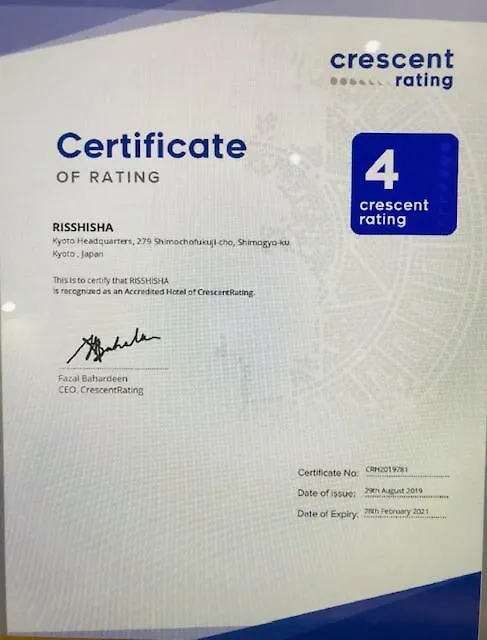 crescent
rating
Certificate
OF RATING
4
crescent
rating
RISSHISHA
Kyoto Headquarters, 279 Shimochofukuji-cho, Shimogyo-ku
Kyoto , Japan
This is to certify that RISSHISHA
is recognized as an Accredited Hotel of CrescentRating.
Fazal Bahardeen
CEO, CrescentRating
Certificate No: CRH2019781
Date of Issue: 29th August 2019
Date of Expiry: 28th February 2021